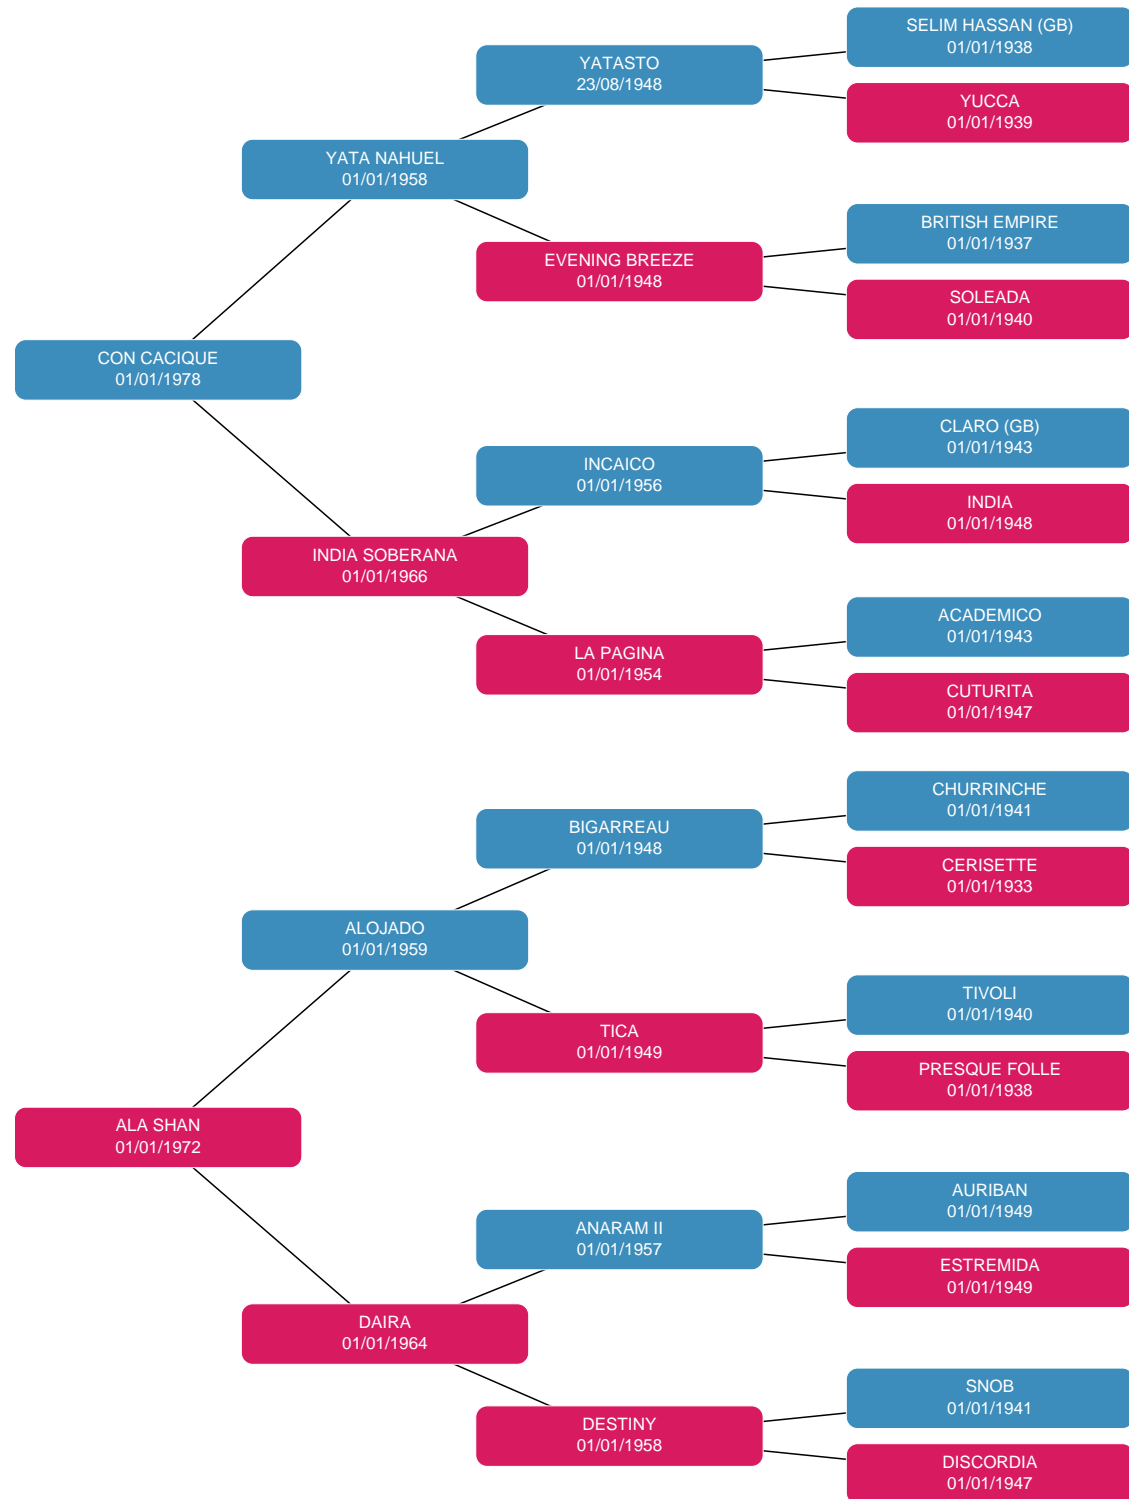 SELIM HASSAN (GB)
01/01/1938
YATASTO
23/08/1948
YUCCA
01/01/1939
YATA NAHUEL
01/01/1958
BRITISH EMPIRE
01/01/1937
EVENING BREEZE
01/01/1948
SOLEADA
01/01/1940
CON CACIQUE
01/01/1978
CLARO (GB)
01/01/1943
INCAICO
01/01/1956
INDIA
01/01/1948
INDIA SOBERANA
01/01/1966
ACADEMICO
01/01/1943
LA PAGINA
01/01/1954
CUTURITA
01/01/1947
CHURRINCHE
01/01/1941
BIGARREAU
01/01/1948
CERISETTE
01/01/1933
ALOJADO
01/01/1959
TIVOLI
01/01/1940
TICA
01/01/1949
PRESQUE FOLLE
01/01/1938
ALA SHAN
01/01/1972
AURIBAN
01/01/1949
ANARAM II
01/01/1957
ESTREMIDA
01/01/1949
DAIRA
01/01/1964
SNOB
01/01/1941
DESTINY
01/01/1958
DISCORDIA
01/01/1947